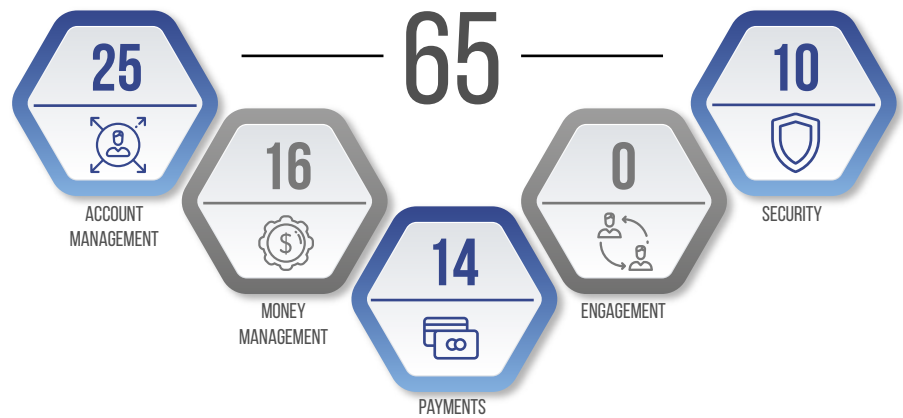 65
25
ACCOUNT
MANAGEMENT
16
$
MONEY
MANAGEMENT
14
PAYMENTS
0
ENGAGEMENT
10
SECURITY